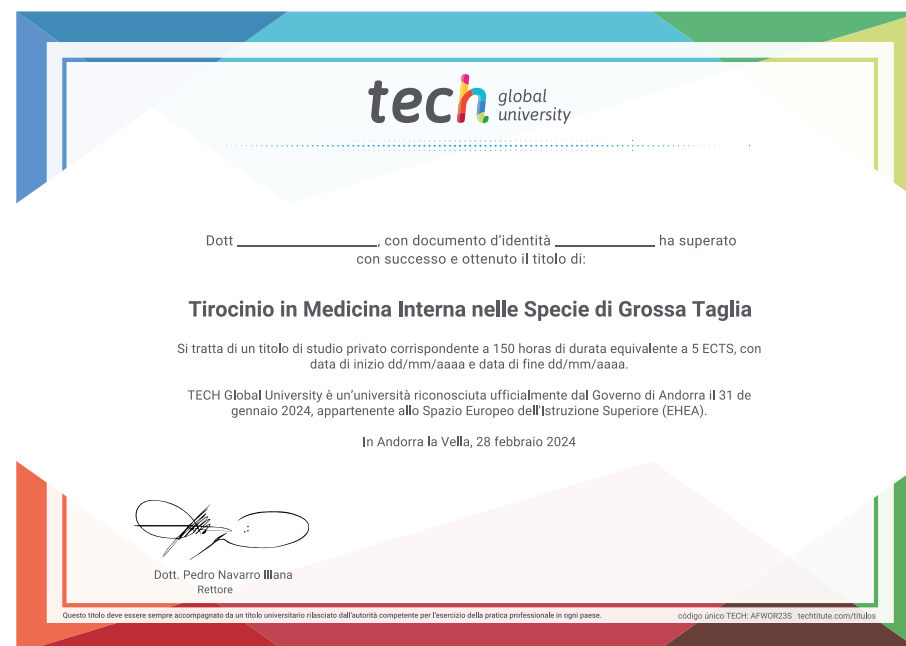 tech global
university
Dott ____________, con documento d'identità ____________ ha superato
con successo e ottenuto il titolo di:
Tirocinio in Medicina Interna nelle Specie di Grossa Taglia
Si tratta di un titolo di studio privato corrispondente a 150 horas di durata equivalente a 5 ECTS, con
data di inizio dd/mm/aaaa e data di fine dd/mm/aaaa.
TECH Global University è un'università riconosciuta ufficialmente dal Governo di Andorra il 31 de
gennaio 2024, appartenente allo Spazio Europeo dell'Istruzione Superiore (EHEA).
In Andorra la Vella, 28 febbraio 2024
Dott. Pedro Navarro Illana
Rettore
Questo titolo deve essere sempre accompagnato da un titolo universitario rilasciato dall'autorità competente per l'esercizio della pratica professionale in ogni paese.
código único TECH: AFWOR23S techtitute.com/titulos